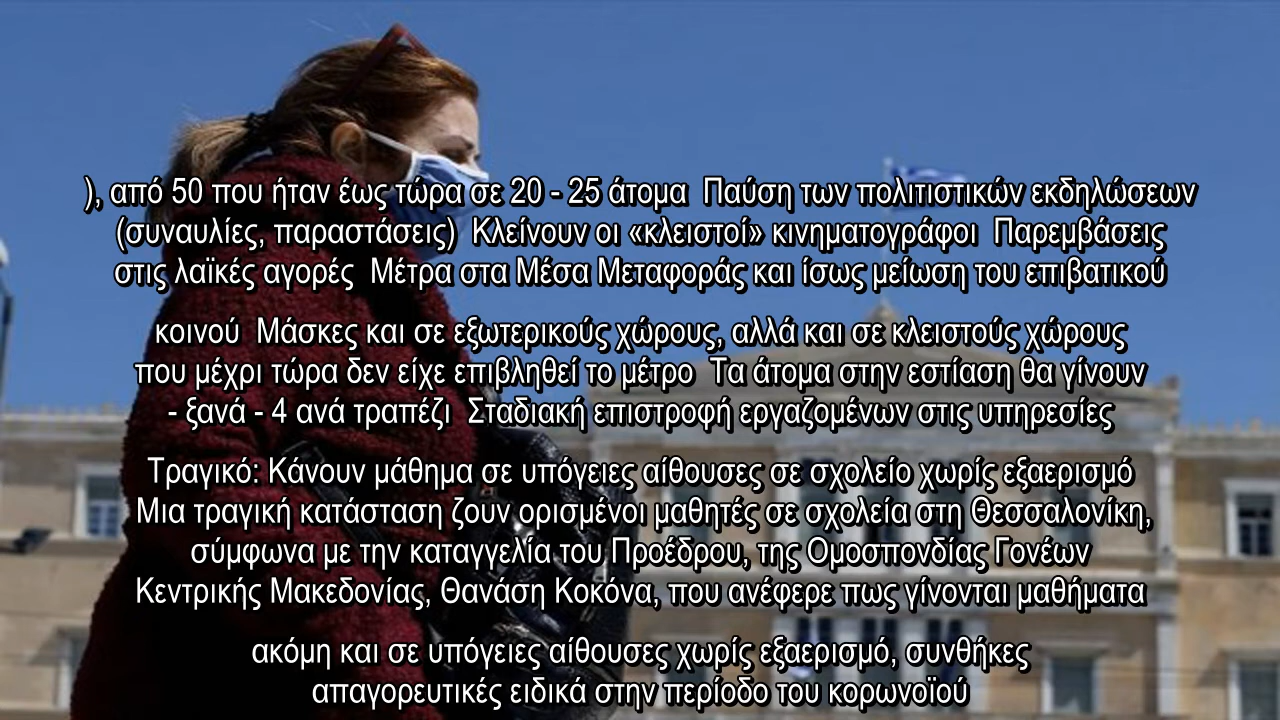 ), από 50 που ήταν έως τώρα σε 20 - 25 άτομα  Παύση των πολιτιστικών εκδηλώσεων
(συναυλίες, παραστάσεις)  Κλείνουν οι «κλειστοί» κινηματογράφοι  Παρεμβάσεις
στις λαϊκές αγορές  Μέτρα στα Μέσα Μεταφοράς και ίσως μείωση του επιβατικού
κοινού  Μάσκες και σε εξωτερικούς χώρους, αλλά και σε κλειστούς χώρους
που μέχρι τώρα δεν είχε επιβληθεί το μέτρο  Τα άτομα στην εστίαση θα γίνουν
- ξανά - 4 ανά τραπέζι  Σταδιακή επιστροφή εργαζομένων στις υπηρεσίες
Τραγικό: Κάνουν μάθημα σε υπόγειες αίθουσες σε σχολείο χωρίς εξαερισμό
Μια τραγική κατάσταση ζουν ορισμένοι μαθητές σε σχολεία στη Θεσσαλονίκη,
σύμφωνα με την καταγγελία του Προέδρου, της Ομοσπονδίας Γονέων
Κεντρικής Μακεδονίας, Θανάση Κοκόνα, που ανέφερε πως γίνονται μαθήματα
ακόμη και σε υπόγειες αίθουσες χωρίς εξαερισμό, συνθήκες
απαγορευτικές ειδικά στην περίοδο του κορωνοϊού